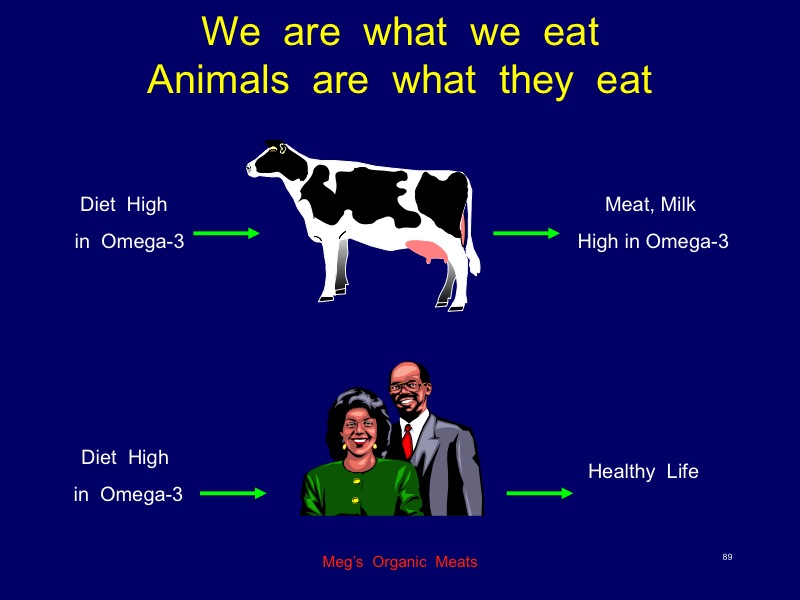 We are what we eat
Animals are what they eat
Diet High
in Omega-3
Meat, Milk
High in Omega-3
Diet High
in Omega-3
Healthy Life
Meg's Organic Meats
89